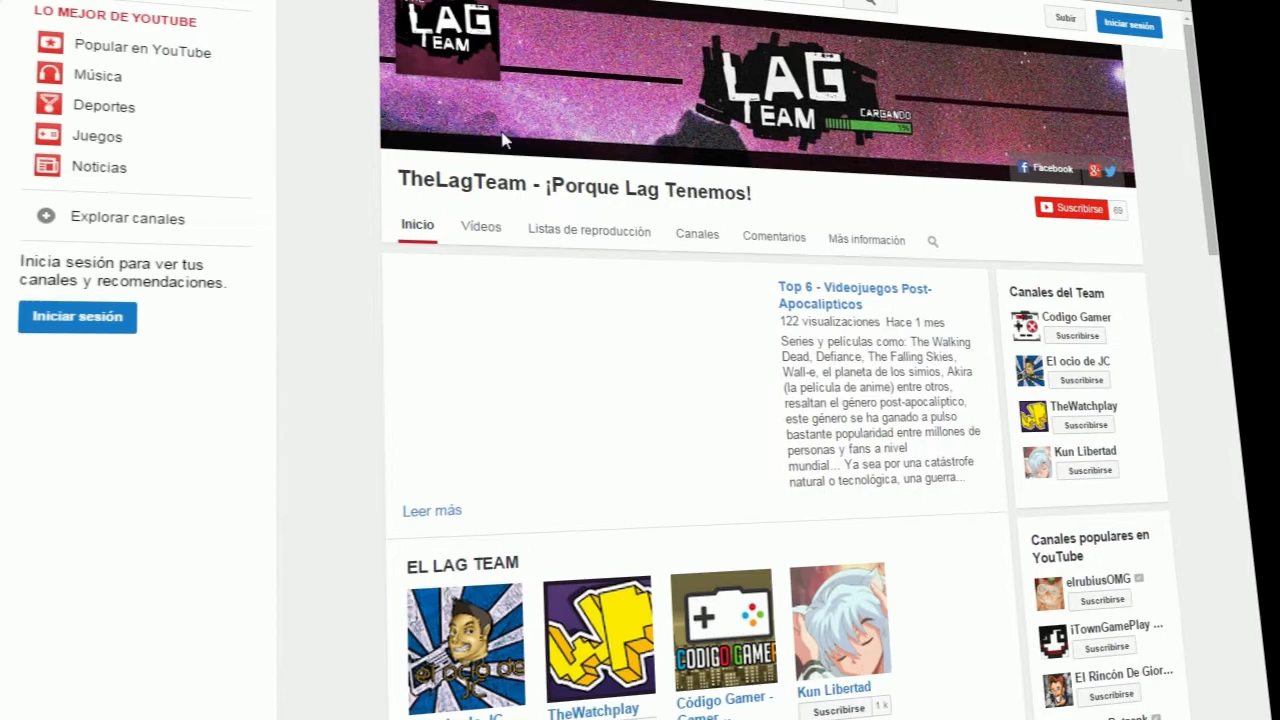 LO MEJOR DE YOUTUBE
Popular en YouTube
Música
Deportes
Juegos
Noticias
Explorar canales
Inicia sesión para ver tus
canales y recomendaciones.
Iniciar sesión
Subir
Iniciar sesión
THE
LAG
TEAM
LAG
TEAM
CARGANDO
1%
Facebook
TheLagTeam - ¡Porque Lag Tenemos!
Suscribirse 69
Inicio Vídeos Listas de reproducción Canales Comentarios Más información
Top 6 - Videojuegos Post-
Apocalipticos
122 visualizaciones Hace 1 mes
Series y películas como: The Walking
Dead, Defiance, The Falling Skies,
Wall-e, el planeta de los simios, Akira
(la película de anime) entre otros,
resaltan el género post-apocalíptico,
este género se ha ganado a pulso
bastante popularidad entre millones de
personas y fans a nivel
mundial... Ya sea por una catástrofe
natural o tecnológica, una guerra...
Leer más
EL LAG TEAM
el ocio de
JC
CODIGO GAMER
TheWatchplay
Código Gamer -
Kun Libertad
Suscribirse 1 k
Canales del Team
Codigo Gamer
Suscribirse
El ocio de JC
Suscribirse
TheWatchplay
Suscribirse
Kun Libertad
Suscribirse
Canales populares en
YouTube
elrubiusOMG
Suscribirse
iTownGamePlay ...
Suscribirse
El Rincón De Gior...
Suscribirse